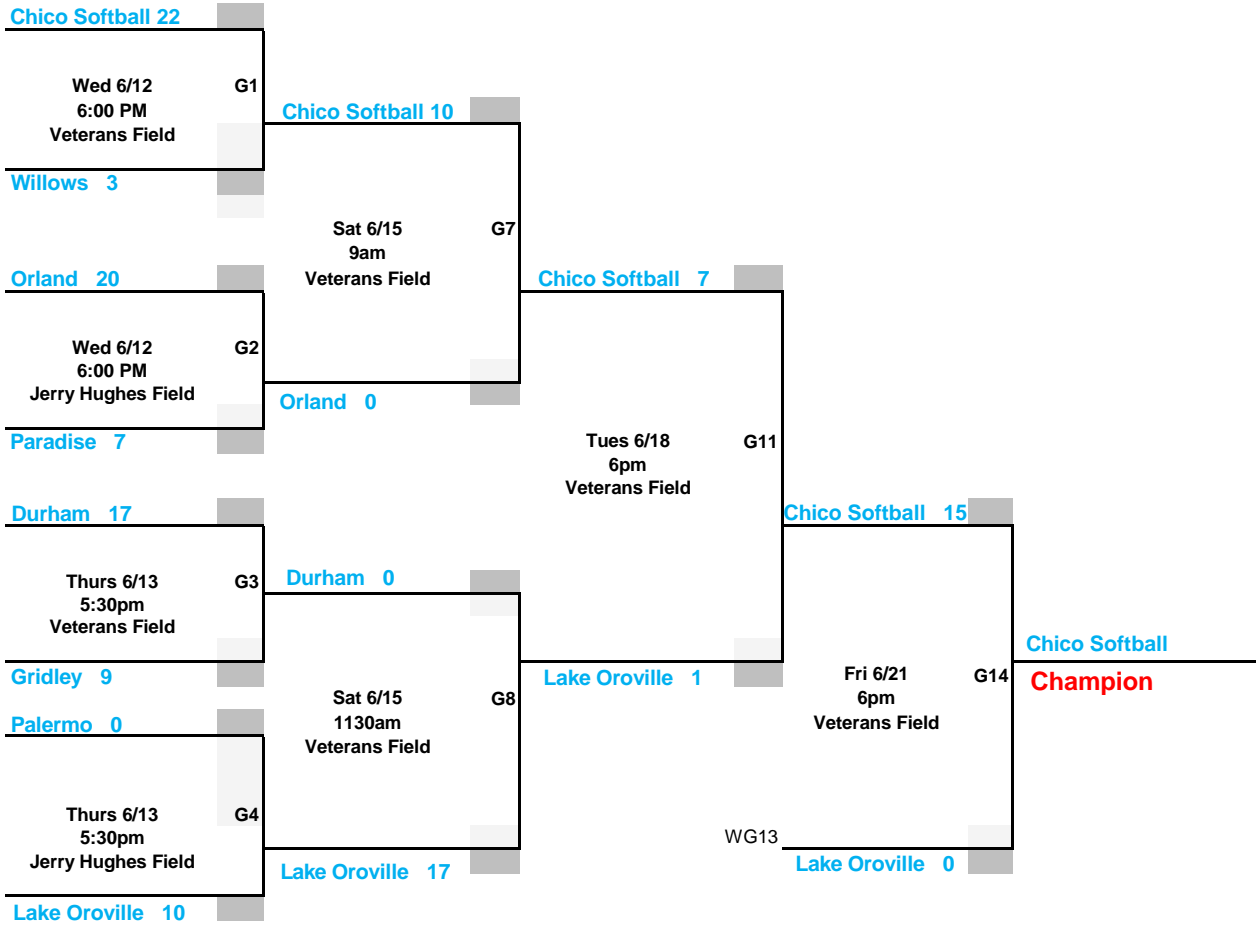 Chico Softball 22
Wed 6/12
G1
6:00 PM
Veterans Field
Willows 3
Chico Softball 10
Sat 6/15
G7
9am
Veterans Field
Orland 20
Wed 6/12
G2
6:00 PM
Jerry Hughes Field
Paradise 7
Orland 0
Chico Softball 7
Tues 6/18
G11
6pm
Veterans Field
Durham 17
Thurs 6/13
G3
5:30pm
Veterans Field
Gridley 9
Durham 0
Sat 6/15
G8
1130am
Veterans Field
Palermo 0
Thurs 6/13
G4
5:30pm
Jerry Hughes Field
Lake Oroville 10
Lake Oroville 17
Lake Oroville 1
Chico Softball 15
Fri 6/21
G14
6pm
Veterans Field
WG13
Lake Oroville 0
Chico Softball
Champion